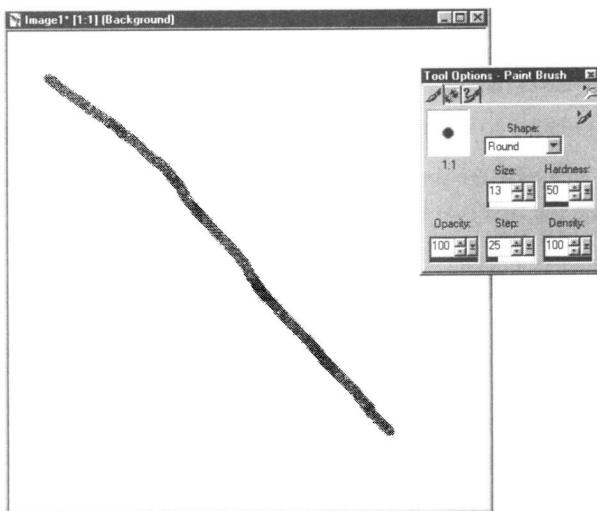 Image1* [1:1] (Background)
Tool Options - Paint Brush
Shape:
Round
1:1
Size: Hardness:
13 50
Opacity: Step: Density:
100 25 100